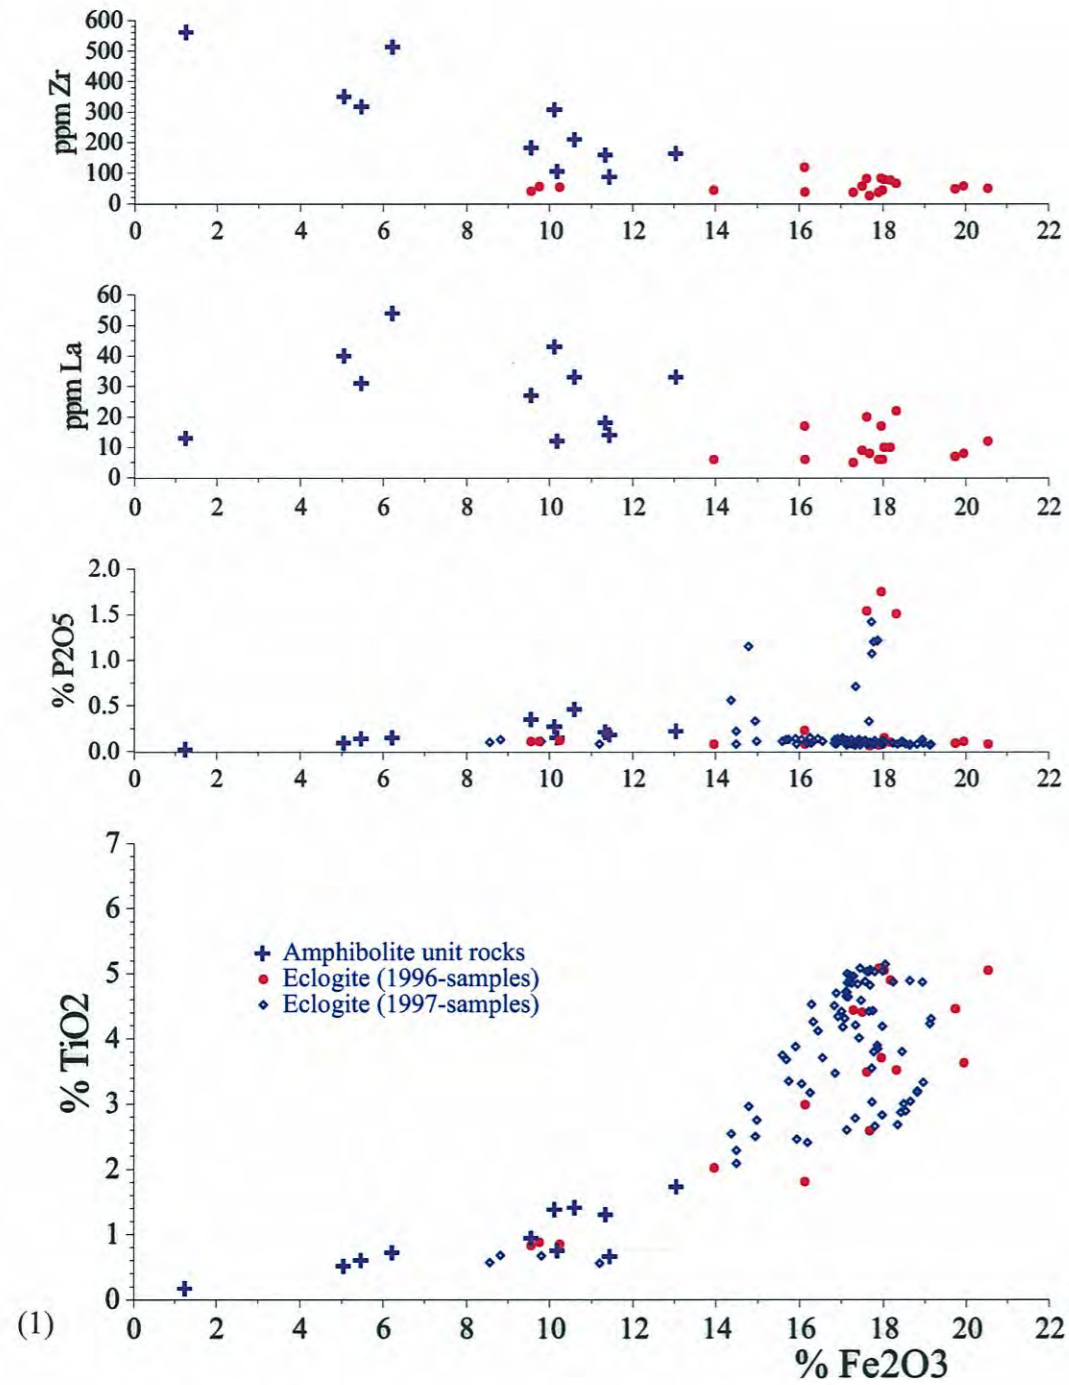 600
500
400
300
200
100
0
ppm Zr
0 2 4 6 8 10 12 14 16 18 20 22
60
50
40
30
20
10
0
ppm La
0 2 4 6 8 10 12 14 16 18 20 22
2.0
1.5
1.0
0.5
0.0
% P2O5
0 2 4 6 8 10 12 14 16 18 20 22
7
6
5
4
3
2
1
0
% TiO2
Amphibolite unit rocks
Eclogite (1996-samples)
Eclogite (1997-samples)
(1)
0 2 4 6 8 10 12 14 16 18 20 22
% Fe2O3